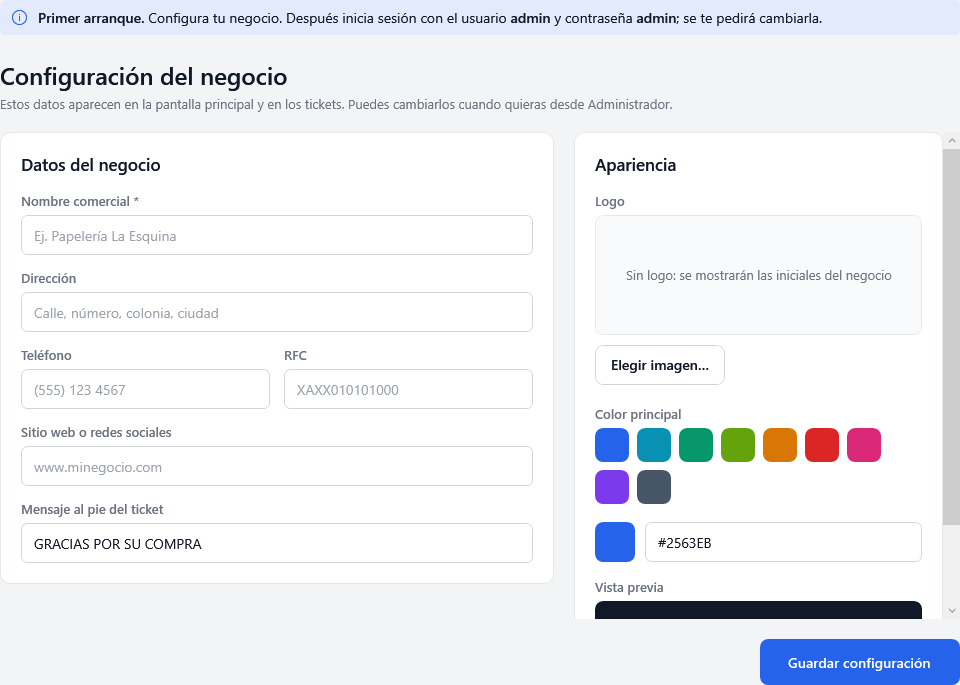 Primer arranque. Configura tu negocio. Después inicia sesión con el usuario admin y contraseña admin; se te pedirá cambiarla.
Configuración del negocio
Estos datos aparecen en la pantalla principal y en los tickets. Puedes cambiarlos cuando quieras desde Administrador.
Datos del negocio
Nombre comercial *
Ej. Papelería La Esquina
Dirección
Calle, número, colonia, ciudad
Teléfono
RFC
(555) 123 4567
XAXX010101000
Sitio web o redes sociales
www.minegocio.com
Mensaje al pie del ticket
GRACIAS POR SU COMPRA
Apariencia
Logo
Sin logo: se mostrarán las iniciales del negocio
Elegir imagen...
Color principal
#2563EB
Vista previa
Guardar configuración